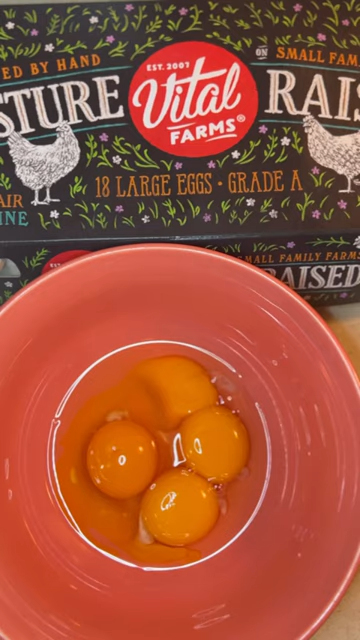 EST. 2007
ED BY HAND
ON SMALL FAM
STURE
Vital
FARMS®
RAIS
18 LARGE EGGS • GRADE A
AIR
INE
SMALL FAMILY FARMS
RAISED